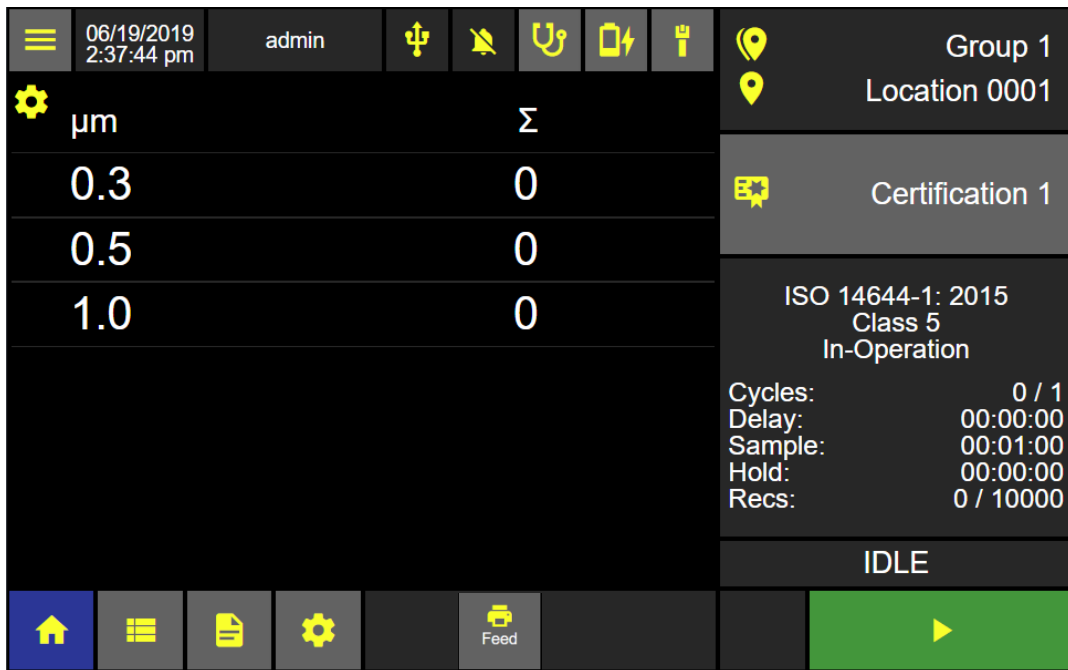 06/19/2019
2:37:44 pm
admin
Group 1
Location 0001
µm Σ
0.3 0
0.5 0
1.0 0
Certification 1
ISO 14644-1: 2015
Class 5
In-Operation
Cycles: 0 / 1
Delay: 00:00:00
Sample: 00:01:00
Hold: 00:00:00
Recs: 0 / 10000
IDLE
Feed